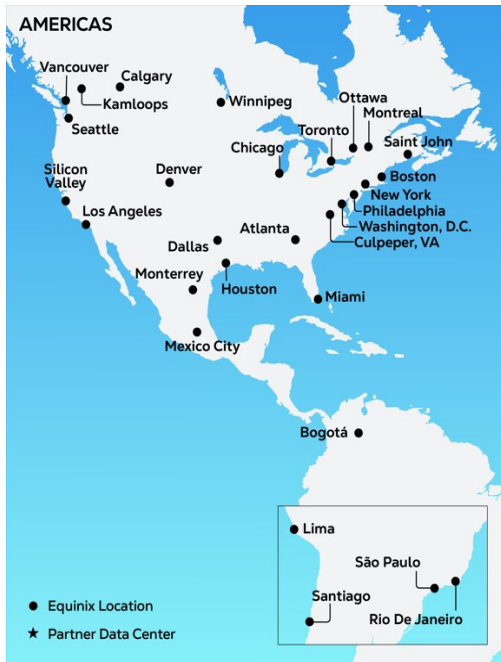 AMERICAS
Vancouver
Calgary
Kamloops
Winnipeg
Seattle
Ottawa
Montreal
Toronto
Saint John
Chicago
Silicon
Valley
Denver
Boston
New York
Philadelphia
Los Angeles
Washington, D.C.
Atlanta
Culpeper, VA
Dallas
Monterrey
Houston
Miami
Mexico City
Bogotá
Lima
São Paulo
Santiago
Equinix Location
Rio De Janeiro
Partner Data Center